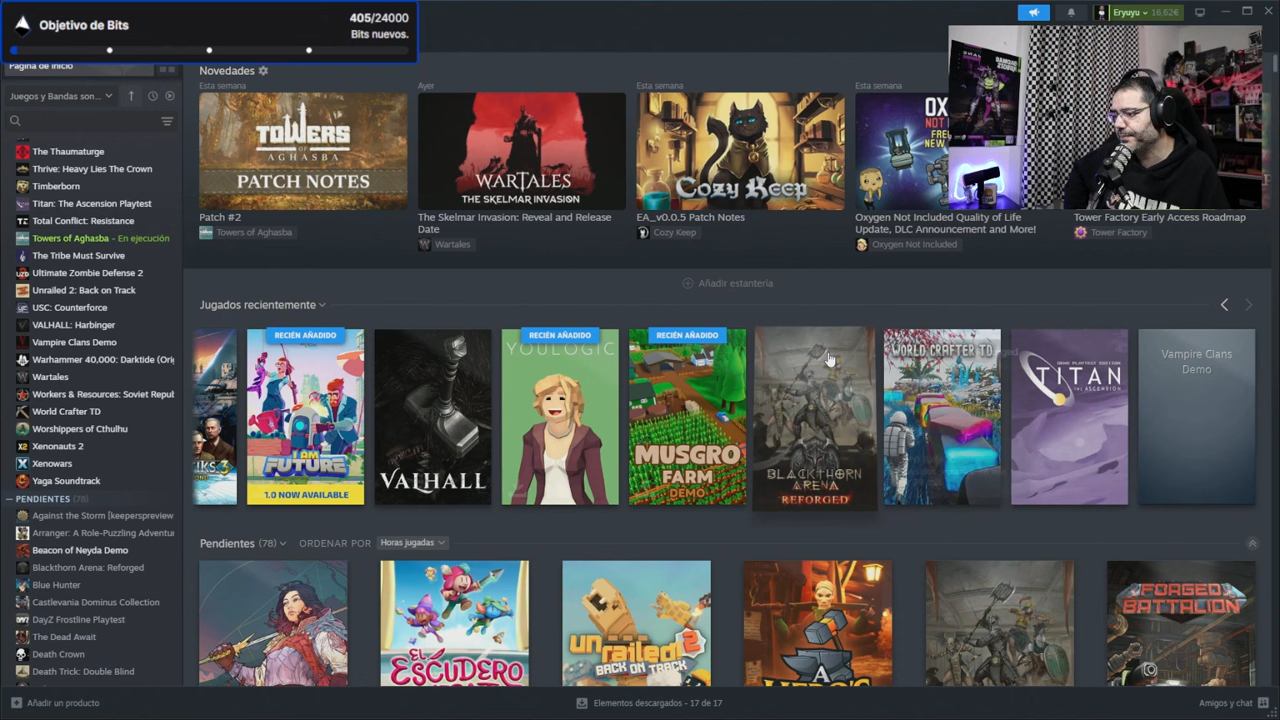 Objetivo de Bits
405/24000
Bits nuevos.
Eryuyu
16,62€
Página de inicio
Juegos y Bandas son...
The Thaumaturge
Thrive: Heavy Lies The Crown
Timberborn
Titan: The Ascension Playtest
Total Conflict: Resistance
Towers of Aghasba - En ejecución
The Tribe Must Survive
Ultimate Zombie Defense 2
Unrailed 2: Back on Track
USC: Counterforce
VALHALL: Harbinger
Vampire Clans Demo
Warhammer 40,000: Darktide (Ori
Wartales
Workers & Resources: Soviet Repul
World Crafter TD
Worshippers of Cthulhu
Xenonauts 2
Xenowars
Yaga Soundtrack
PENDIENTES (78)
Against the Storm [keeperspreview
Arranger: A Role-Puzzling Adventu
Beacon of Neyda Demo
Blackthorn Arena: Reforged
Blue Hunter
Castlevania Dominus Collection
DayZ Frostline Playtest
The Dead Await
Death Crown
Death Trick: Double Blind
Novedades
Esta semana
TOWERS
OF
AGHASBA
PATCH NOTES
Patch #2
Towers of Aghasba
Ayer
WARTALES
THE SKELMAR INVASION
The Skelmar Invasion: Reveal and Release
Date
Wartales
Esta semana
Cozy Keep
EA_v0.0.5 Patch Notes
Cozy Keep
Esta semana
Oxygen Not Included Quality of Life
Update, DLC Announcement and More!
Oxygen Not Included
Tower Factory Early Access Roadmap
Tower Factory
Añadir estantería
Jugados recientemente
RECIÉN AÑADIDO
I AM
FUTURE
1.0 NOW AVAILABLE
VALHALL
RECIÉN AÑADIDO
YOULOGIC
RECIÉN AÑADIDO
MUSGRO
FARM
DEMO
BLACKTHORN
ARENA
REFORGED
WORLD CRAFTER TD
TITAN
THE ASCENSION
Vampire Clans
Demo
Pendientes (78)
ORDENAR POR
Horas jugadas
EL
ESCUDERO
unrailed! 2
BACK ON TRACK
A
HERO'S
FORGED
BATTALION
Añadir un producto
Elementos descargados - 17 de 17
Amigos y chat